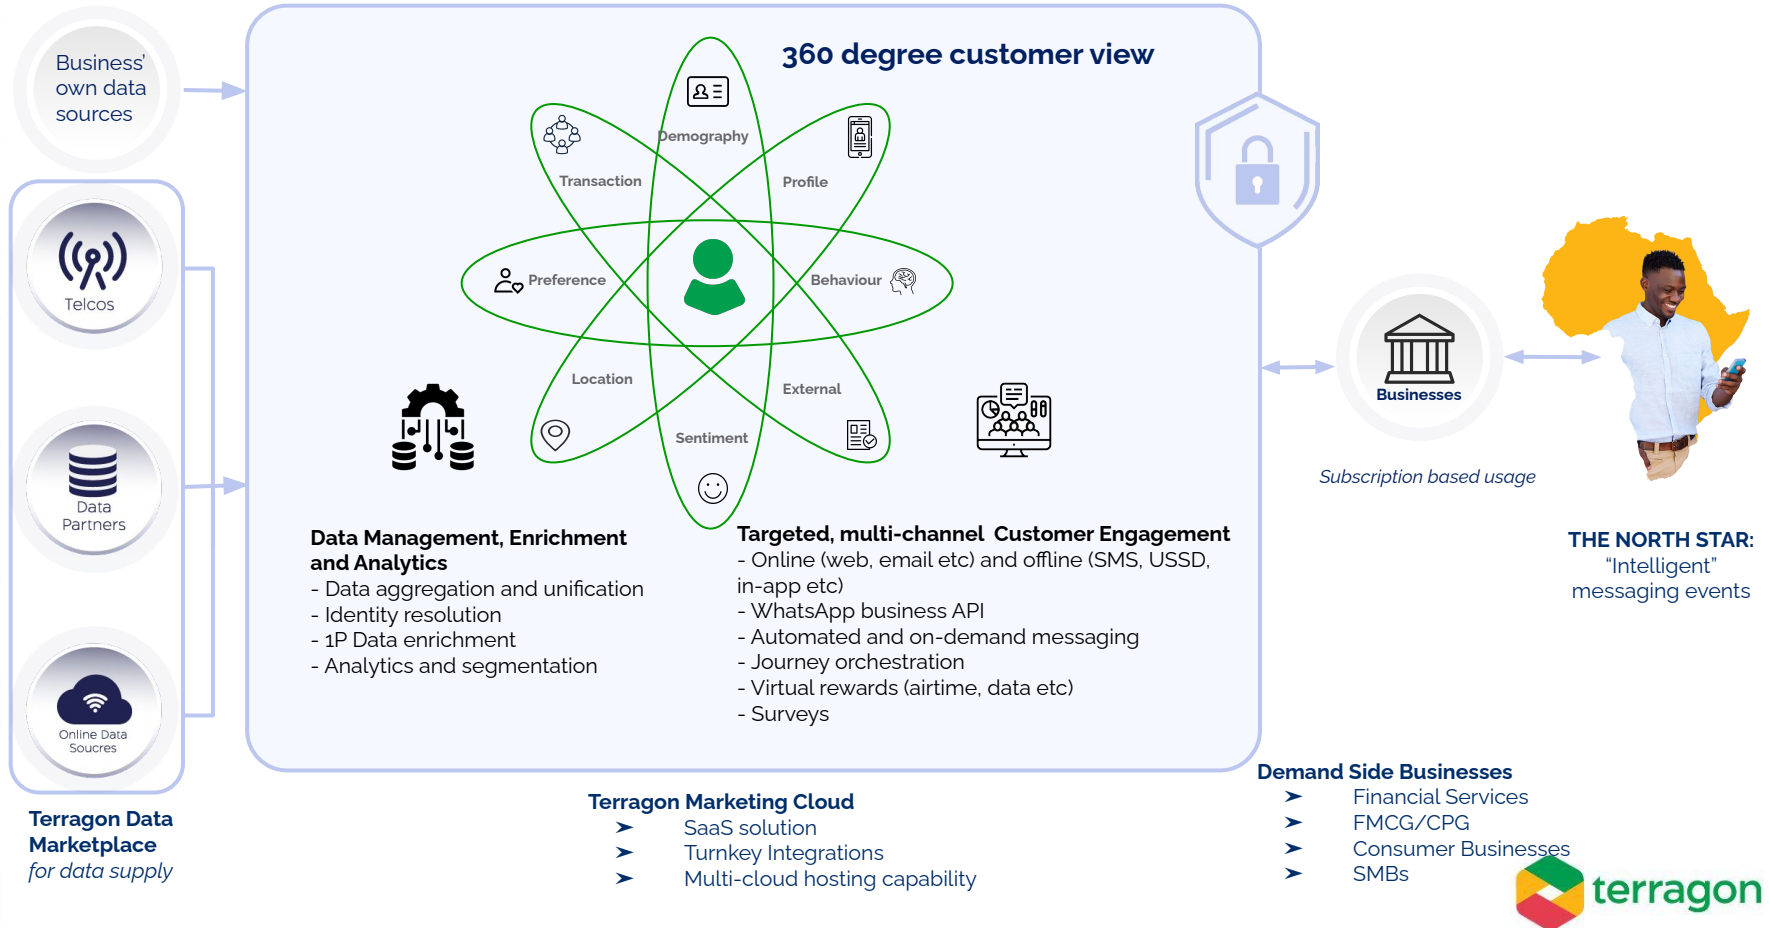 Business'
own data
sources
Telcos
Data
Partners
Online Data
Soucres
Terragon Data
Marketplace
for data supply
360 degree customer view
Demography
Transaction
Profile
Preference
Behaviour
Location
External
Sentiment
Data Management, Enrichment
and Analytics
- Data aggregation and unification
- Identity resolution
- 1P Data enrichment
- Analytics and segmentation
Targeted, multi-channel Customer Engagement
- Online (web, email etc) and offline (SMS, USSD,
in-app etc)
- WhatsApp business API
- Automated and on-demand messaging
- Journey orchestration
- Virtual rewards (airtime, data etc)
- Surveys
Terragon Marketing Cloud
➤ SaaS solution
➤ Turnkey Integrations
➤ Multi-cloud hosting capability
Businesses
Subscription based usage
THE NORTH STAR:
“Intelligent”
messaging events
Demand Side Businesses
➤ Financial Services
➤ FMCG/CPG
➤ Consumer Businesses
➤ SMBs
terragon